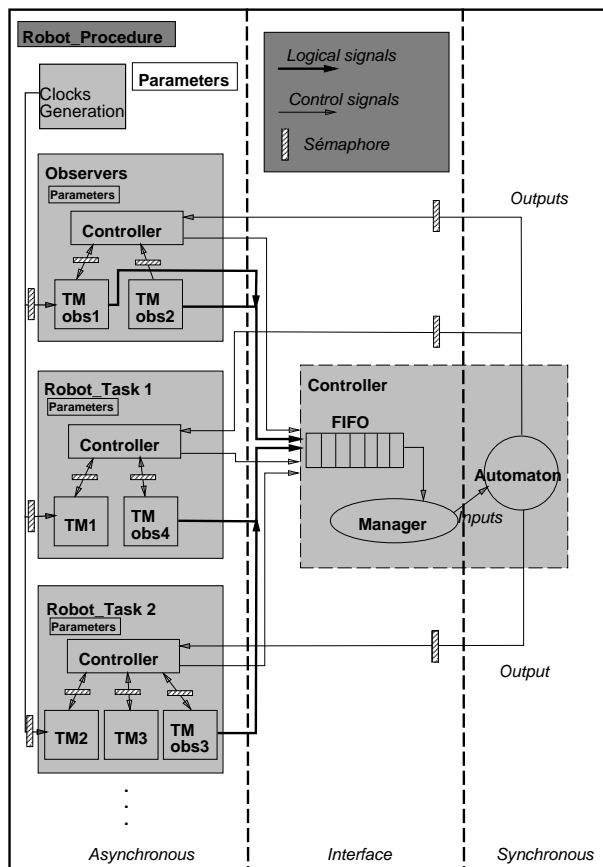 Robot_Procedure
Clocks
Generation
Parameters
Logical signals
Control signals
Sémaphore
Observers
Parameters
Controller
TM
obs1
TM
obs2
Outputs
Robot_Task 1
Parameters
Controller
TM1
TM
obs4
Controller
FIFO
Manager
Inputs
Automaton
Robot_Task 2
Parameters
Controller
TM2
TM3
TM
obs3
Output
Asynchronous
Interface
Synchronous